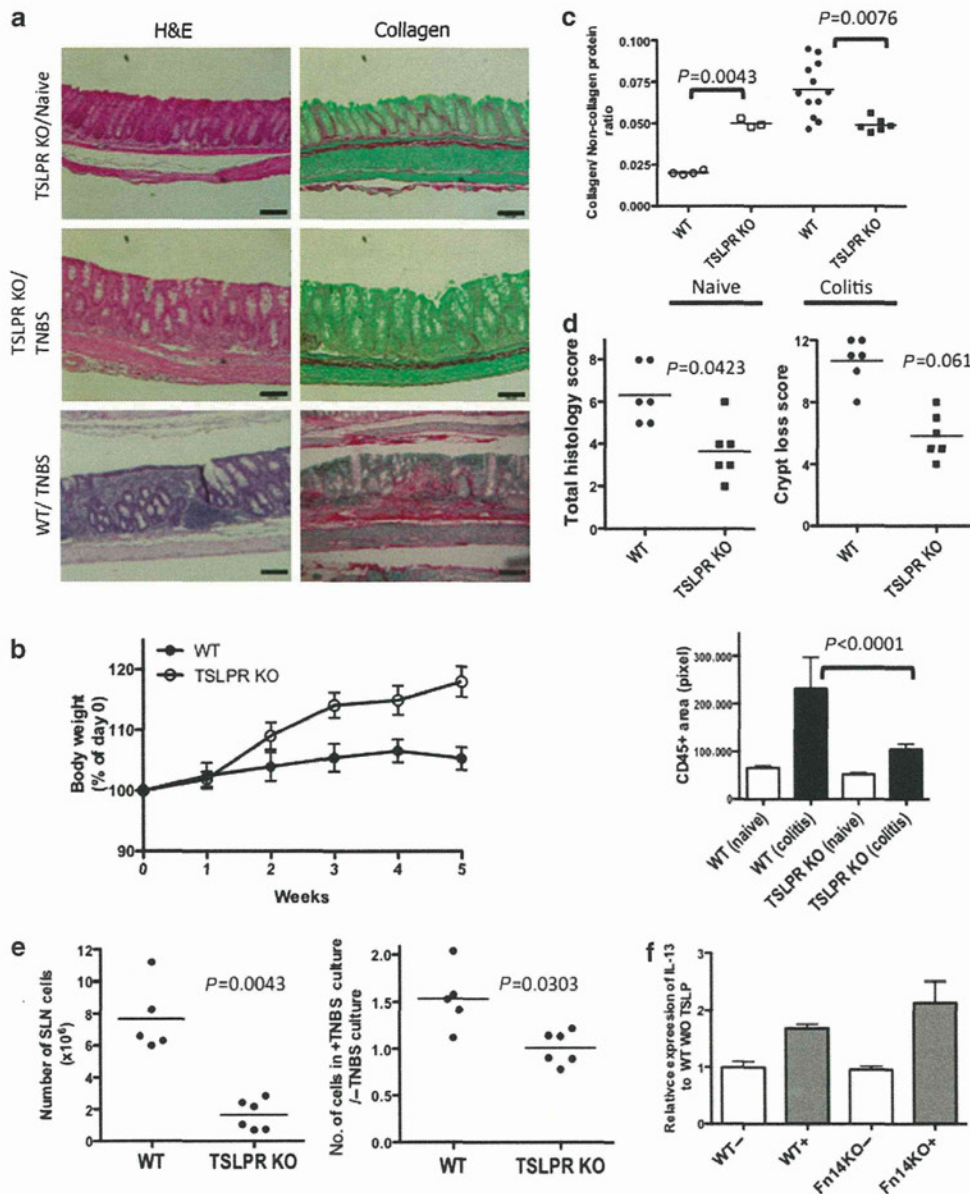 a
H&E
Collagen
TSLPR KO/Naive
TSLPR KO/
TNBS
WT/ TNBS
b
WT
TSLPR KO
Body weight
(% of day 0)
120
110
100
90
0 1 2 3 4 5
Weeks
c
P=0.0076
P=0.0043
Collagen/ Non-collagen protein
ratio
0.100
0.075
0.050
0.025
0.000
WT
TSLPR KO
WT
TSLPR KO
Naive
Colitis
d
Total histology score
8
6
4
2
0
P=0.0423
WT
TSLPR KO
Crypt loss score
12
8
4
0
P=0.061
WT
TSLPR KO
P<0.0001
CD45+ area (pixel)
300.000
200.000
100.000
0
WT (naive)
WT (colitis)
TSLPR KO (naive)
TSLPR KO (colitis)
e
Number of SLN cells
(x10⁶)
12
10
8
6
4
2
0
P=0.0043
WT
TSLPR KO
No. of cells in +TNBS culture
/–TNBS culture
2.0
1.5
1.0
0.5
0.0
P=0.0303
WT
TSLPR KO
f
Relativce expreesion of IL-13
to WT W/O TSLP
3
2
1
0
WT–
WT+
Fn14KO–
Fn14KO+